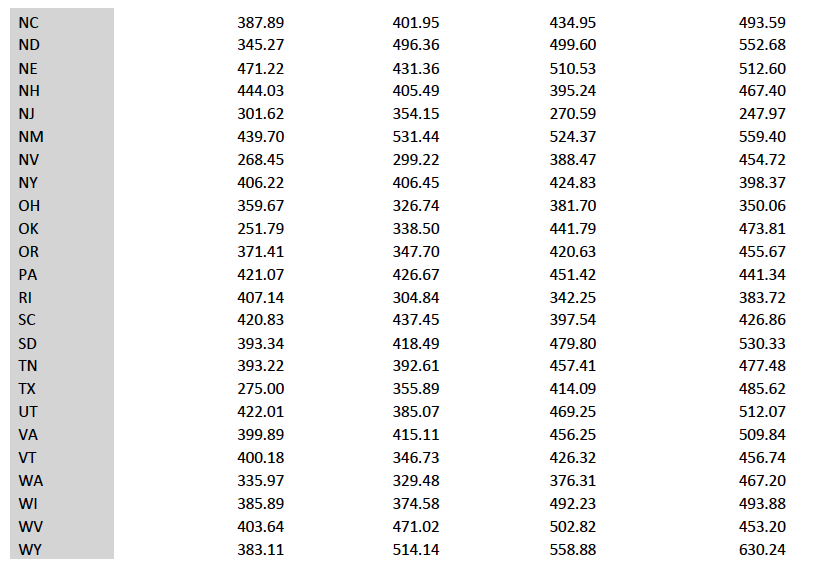 NC 387.89 401.95 434.95 493.59
ND 345.27 496.36 499.60 552.68
NE 471.22 431.36 510.53 512.60
NH 444.03 405.49 395.24 467.40
NJ 301.62 354.15 270.59 247.97
NM 439.70 531.44 524.37 559.40
NV 268.45 299.22 388.47 454.72
NY 406.22 406.45 424.83 398.37
OH 359.67 326.74 381.70 350.06
OK 251.79 338.50 441.79 473.81
OR 371.41 347.70 420.63 455.67
PA 421.07 426.67 451.42 441.34
RI 407.14 304.84 342.25 383.72
SC 420.83 437.45 397.54 426.86
SD 393.34 418.49 479.80 530.33
TN 393.22 392.61 457.41 477.48
TX 275.00 355.89 414.09 485.62
UT 422.01 385.07 469.25 512.07
VA 399.89 415.11 456.25 509.84
VT 400.18 346.73 426.32 456.74
WA 335.97 329.48 376.31 467.20
WI 385.89 374.58 492.23 493.88
WV 403.64 471.02 502.82 453.20
WY 383.11 514.14 558.88 630.24